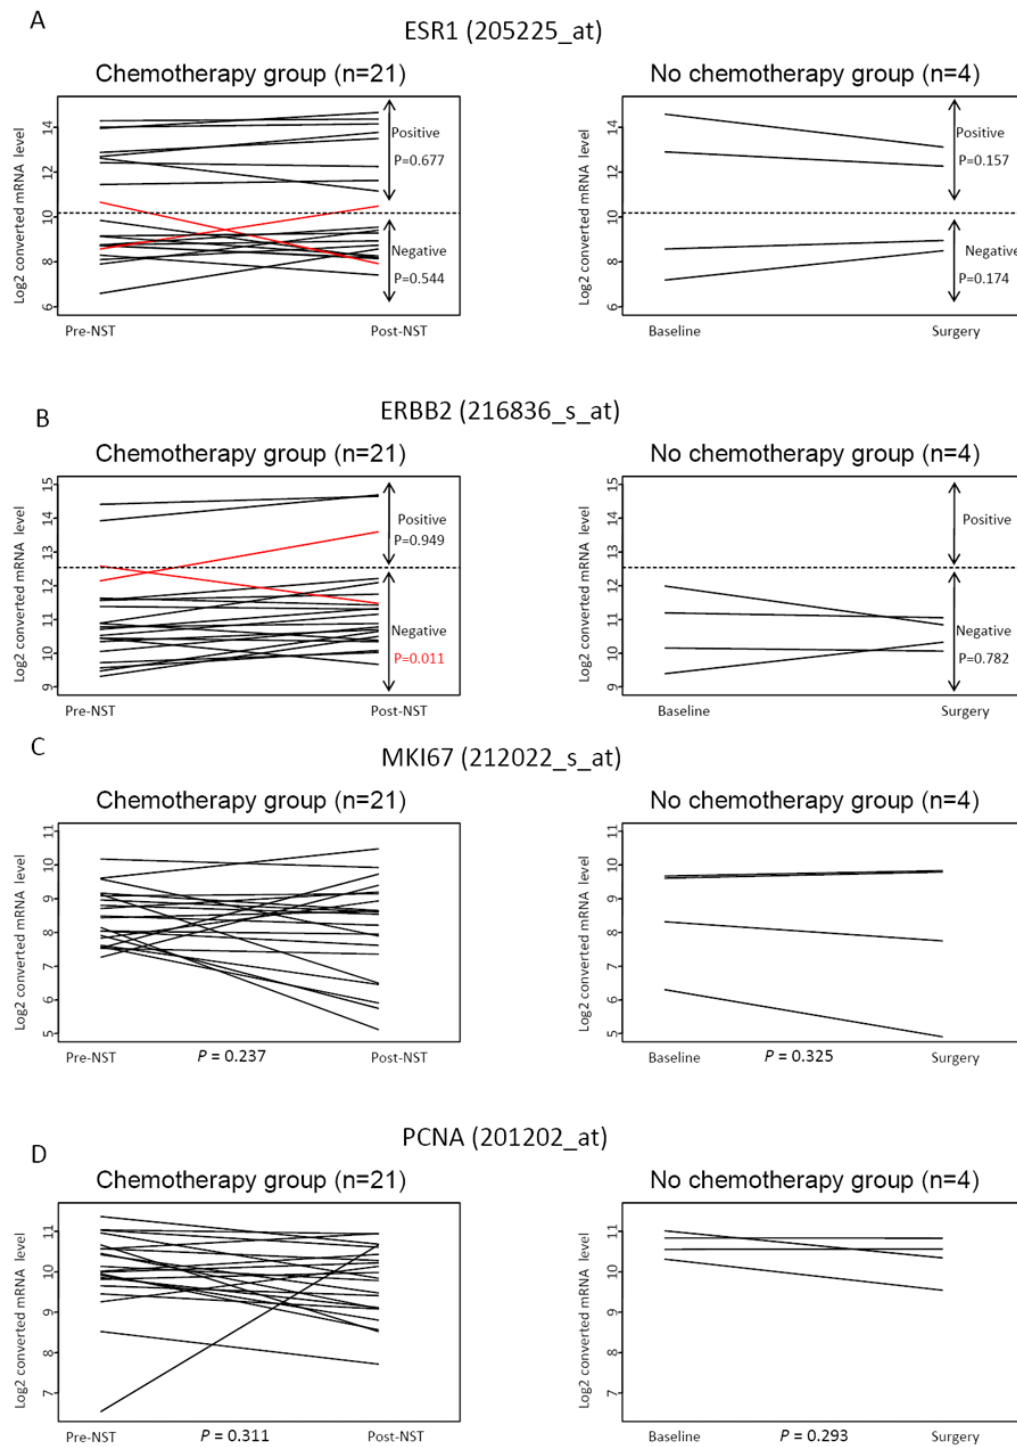 A
ESR1 (205225_at)
Chemotherapy group (n=21)
No chemotherapy group (n=4)
Log2 converted mRNA level
14
12
10
8
6
Positive
P=0.677
Negative
P=0.544
Pre-NST
Post-NST
Log2 converted mRNA level
14
12
10
8
6
Positive
P=0.157
Negative
P=0.174
Baseline
Surgery
B
ERBB2 (216836_s_at)
Chemotherapy group (n=21)
No chemotherapy group (n=4)
Log2 converted mRNA level
15
14
13
12
11
10
9
Positive
P=0.949
Negative
P=0.011
Pre-NST
Post-NST
Log2 converted mRNA level
15
14
13
12
11
10
9
Positive
Negative
P=0.782
Baseline
Surgery
C
MKI67 (212022_s_at)
Chemotherapy group (n=21)
No chemotherapy group (n=4)
Log2 converted mRNA level
11
10
9
8
7
6
5
Pre-NST
P = 0.237
Post-NST
Log2 converted mRNA level
11
10
9
8
7
6
5
Baseline
P = 0.325
Surgery
D
PCNA (201202_at)
Chemotherapy group (n=21)
No chemotherapy group (n=4)
Log2 converted mRNA level
11
10
9
8
7
Pre-NST
P = 0.311
Post-NST
Log2 converted mRNA level
11
10
9
8
7
Baseline
P = 0.293
Surgery